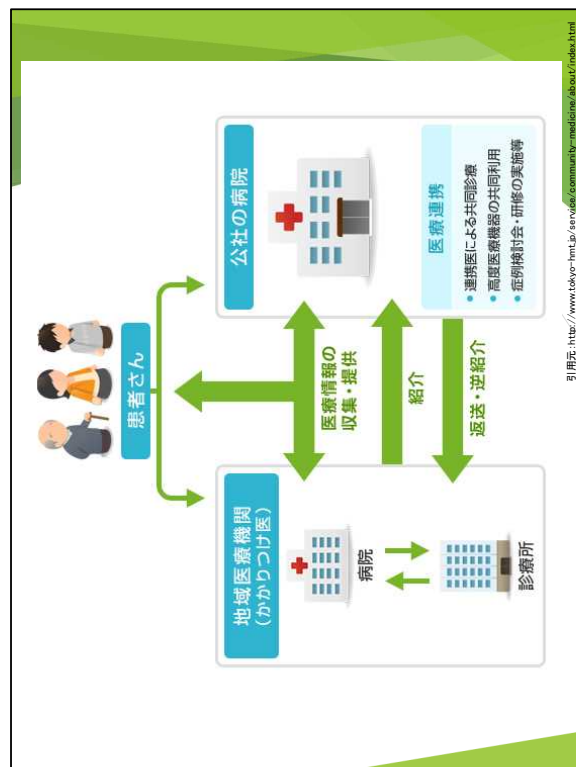 患者さん
地域医療機関
(かかりつけ医)
病院
診療所
医療情報の
収集・提供
紹介
返送・逆紹介
公社の病院
医療連携
• 連携医による共同診療
• 高度医療機器の共同利用
• 症例検討会・研修の実施等
引用元:http://www.tokyo-hmt.jp/service/community-medicine/about/index.html